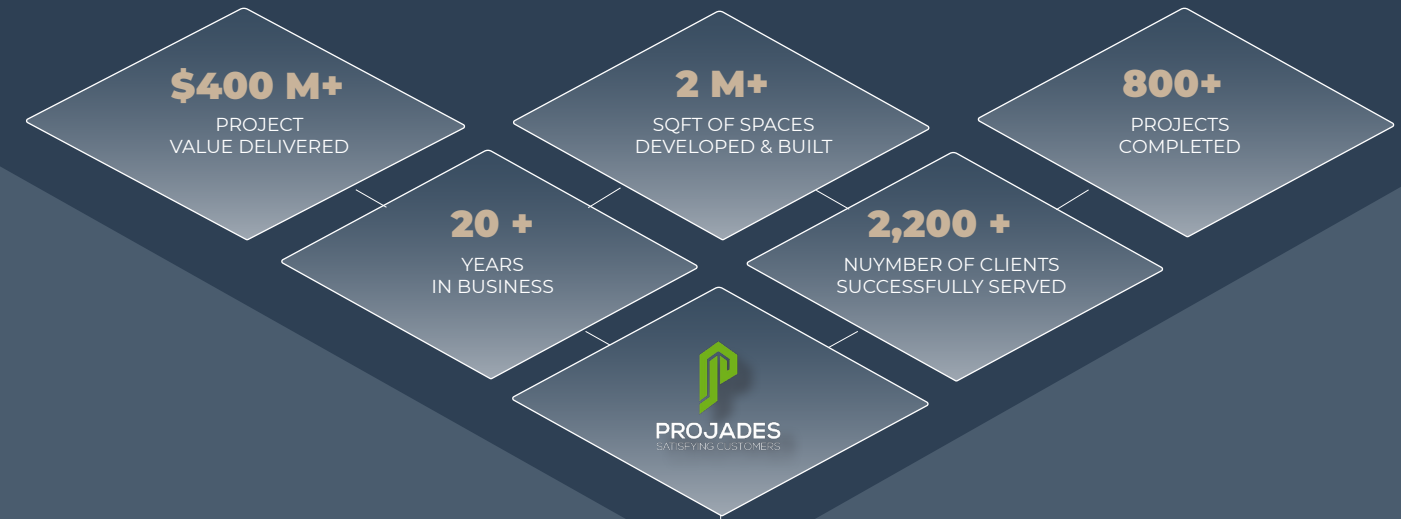 $400 M+
PROJECT
VALUE DELIVERED
2 M+
SQFT OF SPACES
DEVELOPED & BUILT
800+
PROJECTS
COMPLETED
20 +
YEARS
IN BUSINESS
2,200 +
NUYMBER OF CLIENTS
SUCCESSFULLY SERVED
PROJADES
SATISFYING CUSTOMERS